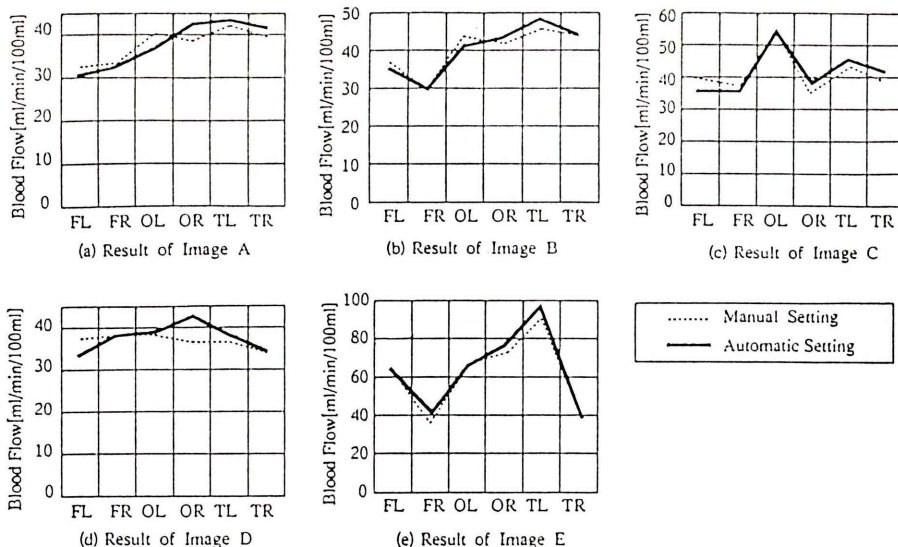 Blood Flow[ml/min/100ml]
40
30
20
10
0
FL FR OL OR TL TR
(a) Result of Image A
Blood Flow[ml/min/100ml]
50
40
30
20
10
0
FL FR OL OR TL TR
(b) Result of Image B
Blood Flow[ml/min/100ml]
60
50
40
30
20
10
0
FL FR OL OR TL TR
(c) Result of Image C
Blood Flow[ml/min/100ml]
40
30
20
10
0
FL FR OL OR TL TR
(d) Result of Image D
Blood Flow[ml/min/100ml]
100
80
60
40
20
0
FL FR OL OR TL TR
(e) Result of Image E
Manual Setting
Automatic Setting